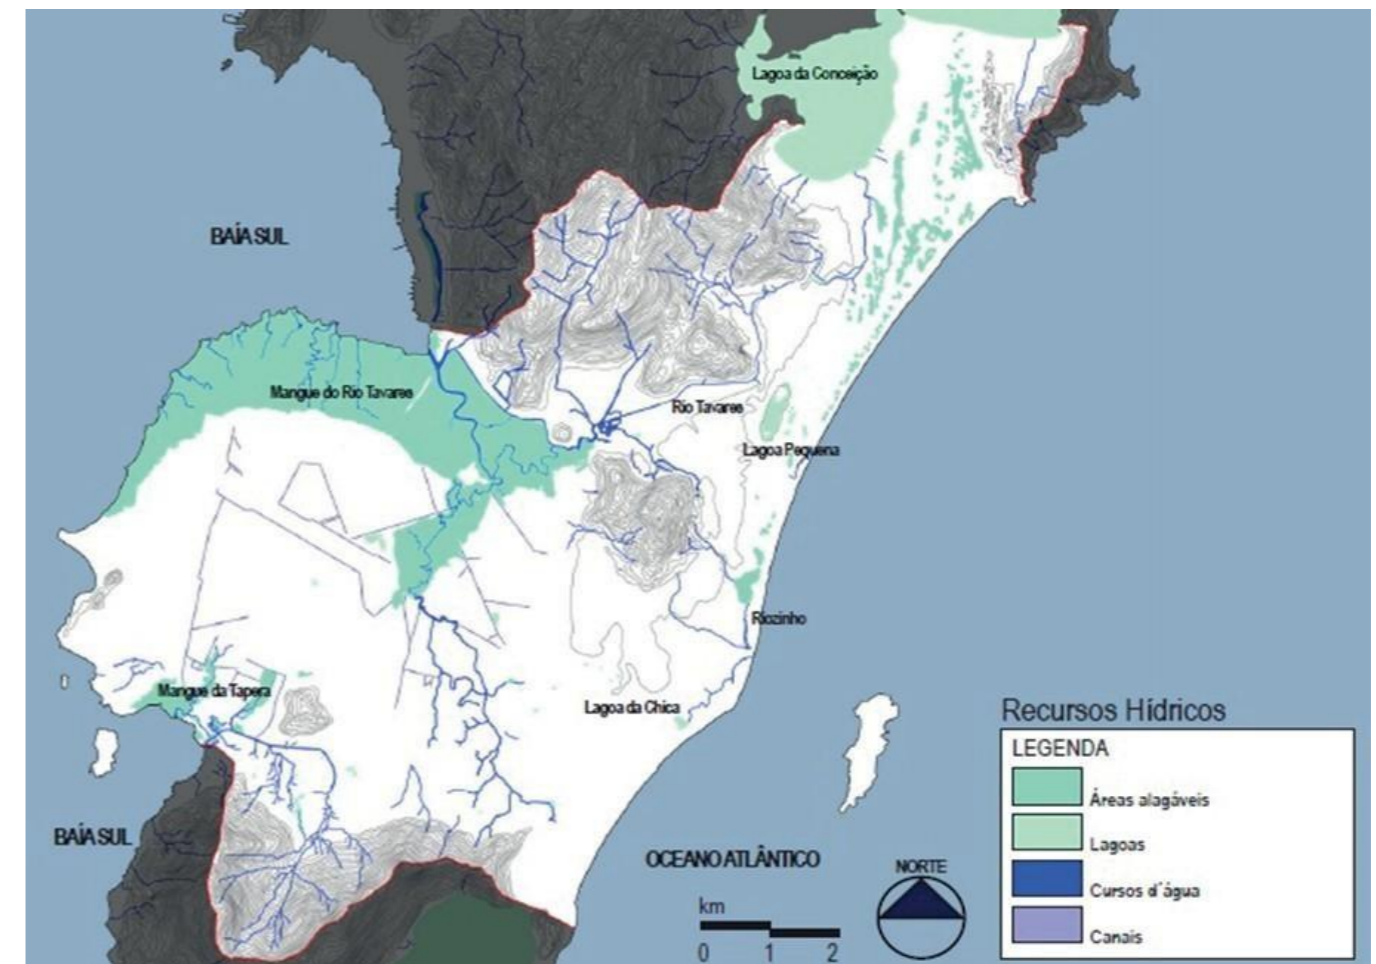 Lagoa da Conceição
BAÍA SUL
Mangue do Rio Tavares
Rio Tavares
Lagoa Pequena
Riozinho
Mangue da Tapera
Lagoa da Chica
BAÍA SUL
OCEANO ATLÂNTICO
NORTE
km
0 1 2
Recursos Hídricos
LEGENDA
Áreas alagáveis
Lagoas
Cursos d´água
Canais